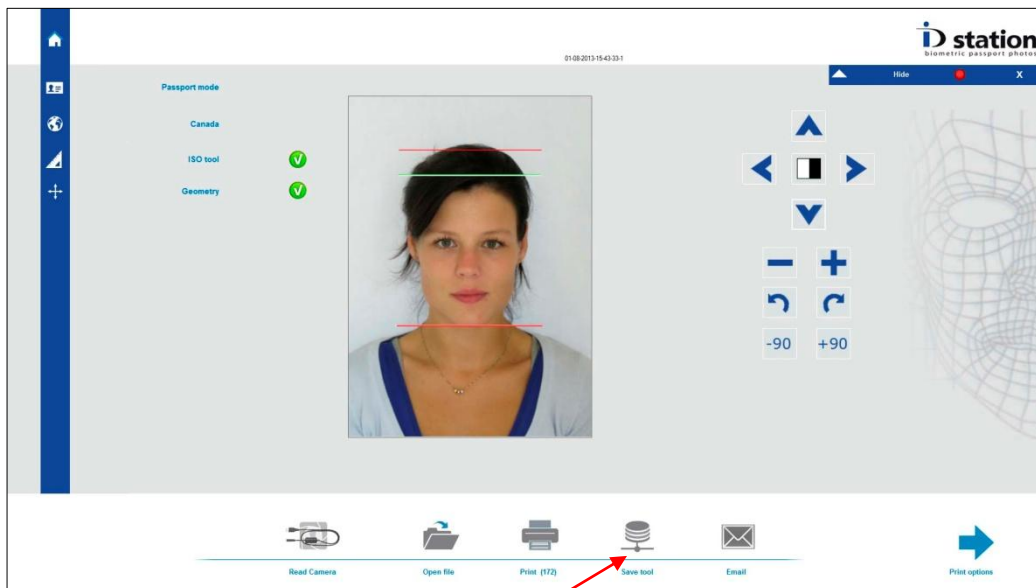 iD station
biometric passport photos
01-08-2013-15-43-33-1
Hide X
Passport mode
Canada
ISO tool V
Geometry V
-90 +90
Read Camera Open file Print (172) Save tool Email Print options